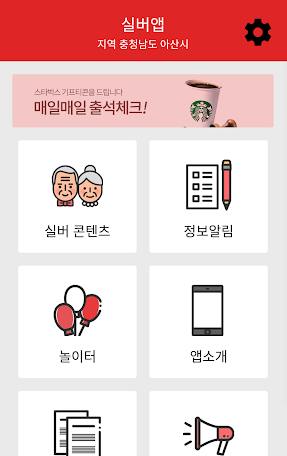 실버앱
지역 충청남도 아산시
스타벅스 기프티콘을 드립니다
매일매일 출석체크!
실버 콘텐츠
정보알림
놀이터
앱소개